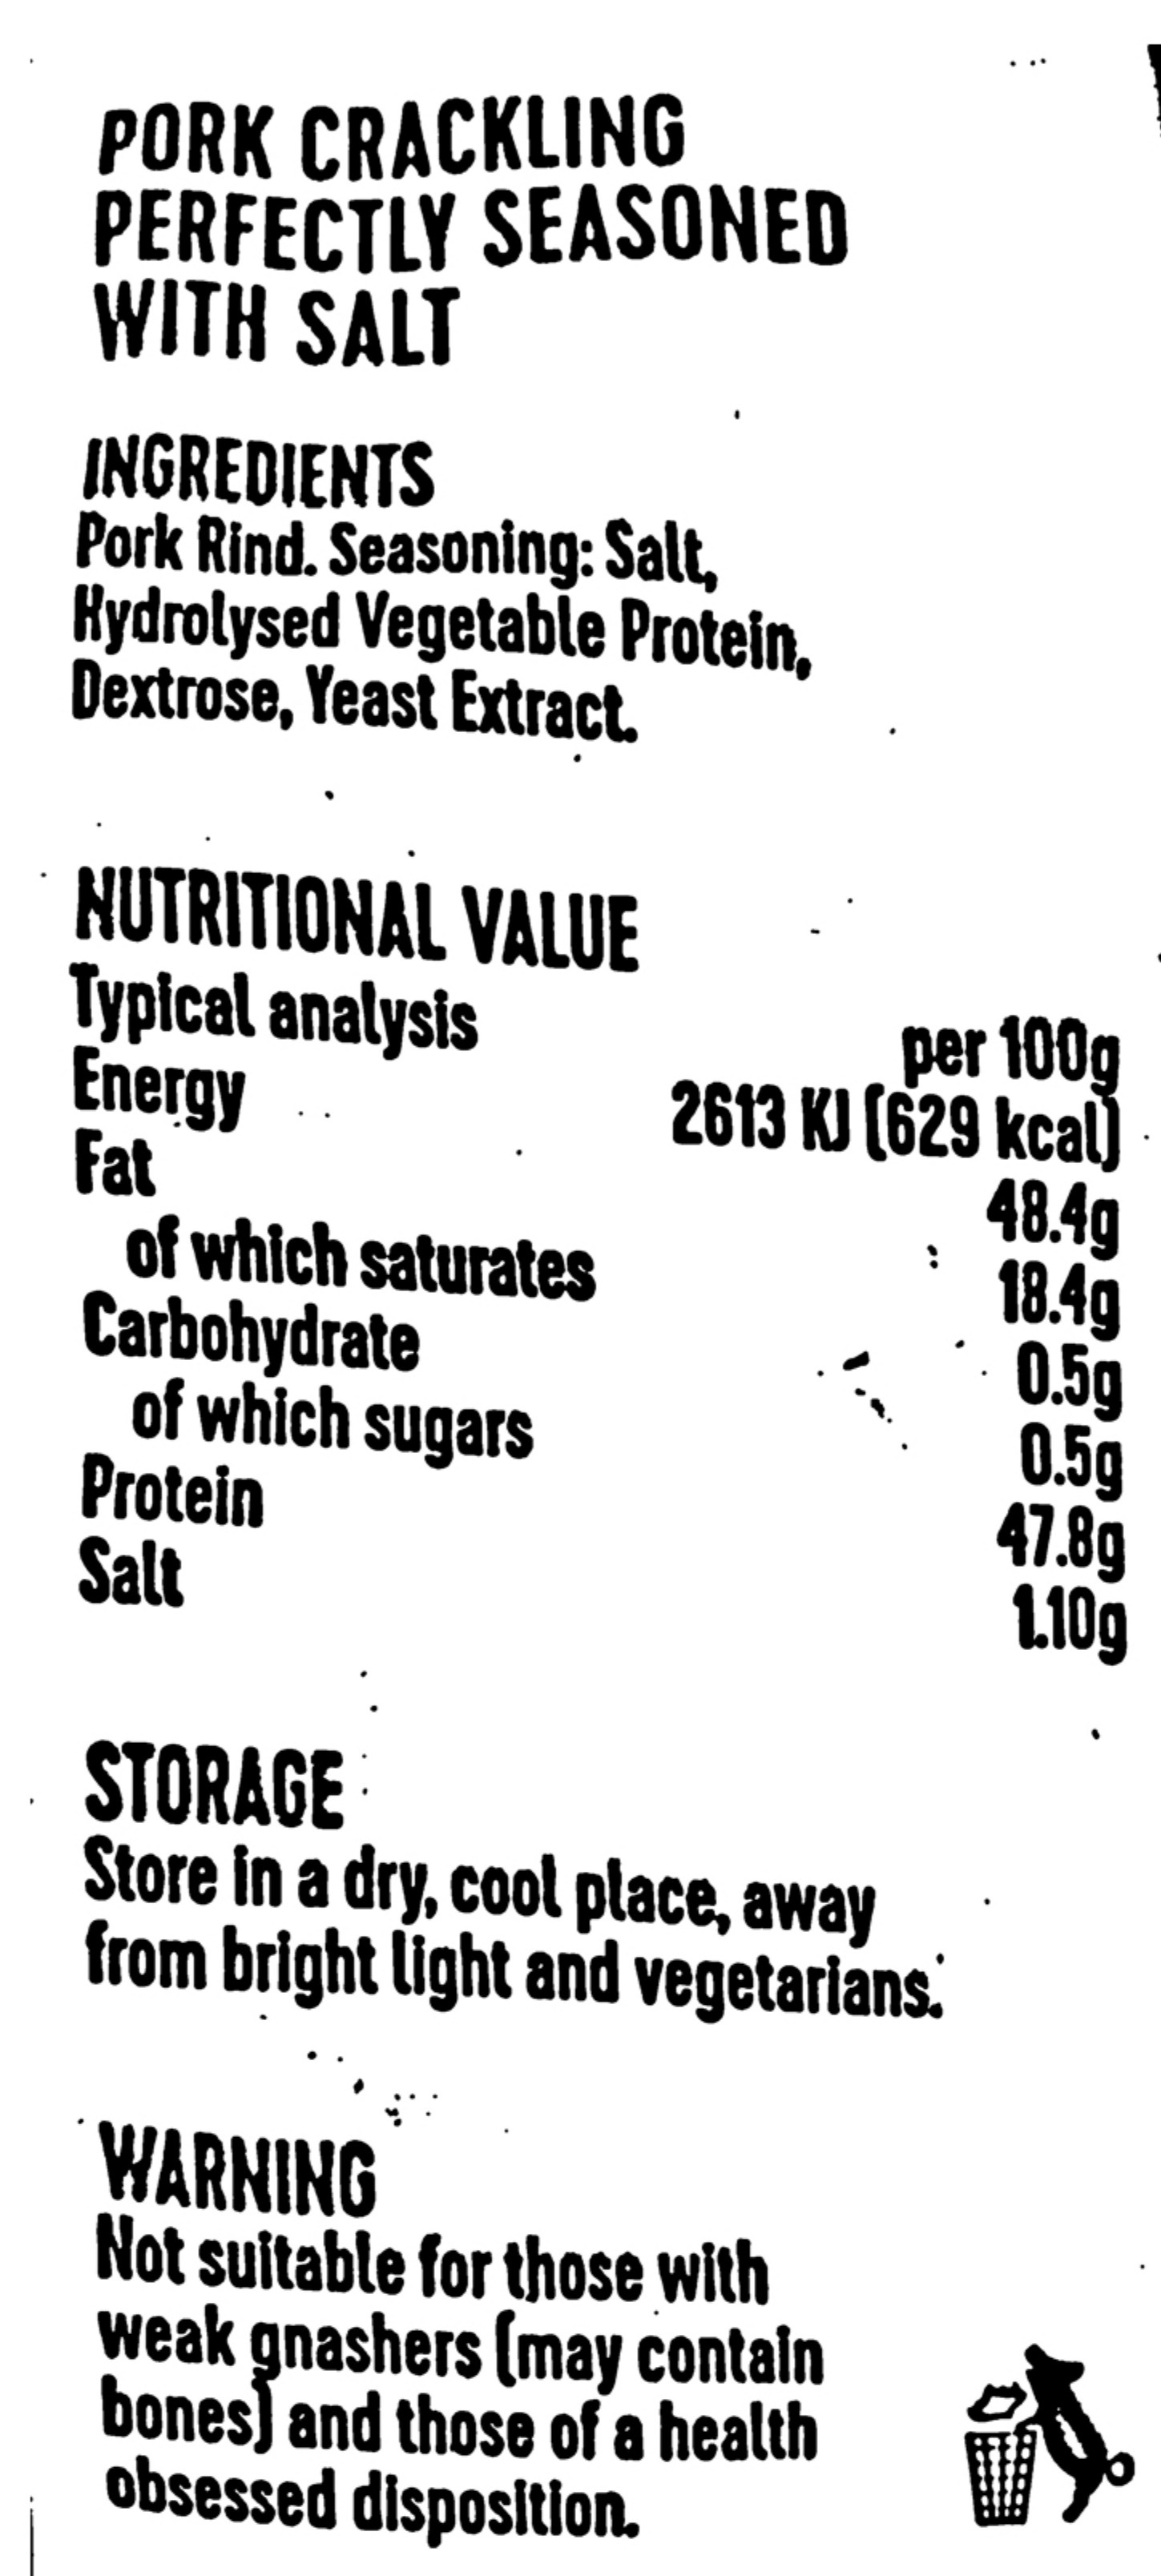 PORK CRACKLING
PERFECTLY SEASONED
WITH SALT
INGREDIENTS
Pork Rind. Seasoning: Salt,
Hydrolysed Vegetable Protein,
Dextrose, Yeast Extract.
NUTRITIONAL VALUE
Typical analysis per 100g
Energy 2613 KJ (629 kcal)
Fat 48.4g
of which saturates 18.4g
Carbohydrate 0.5g
of which sugars 0.5g
Protein 47.8g
Salt 1.10g
STORAGE
Store in a dry, cool place, away
from bright light and vegetarians.
WARNING
Not suitable for those with
weak gnashers (may contain
bones) and those of a health
obsessed disposition.